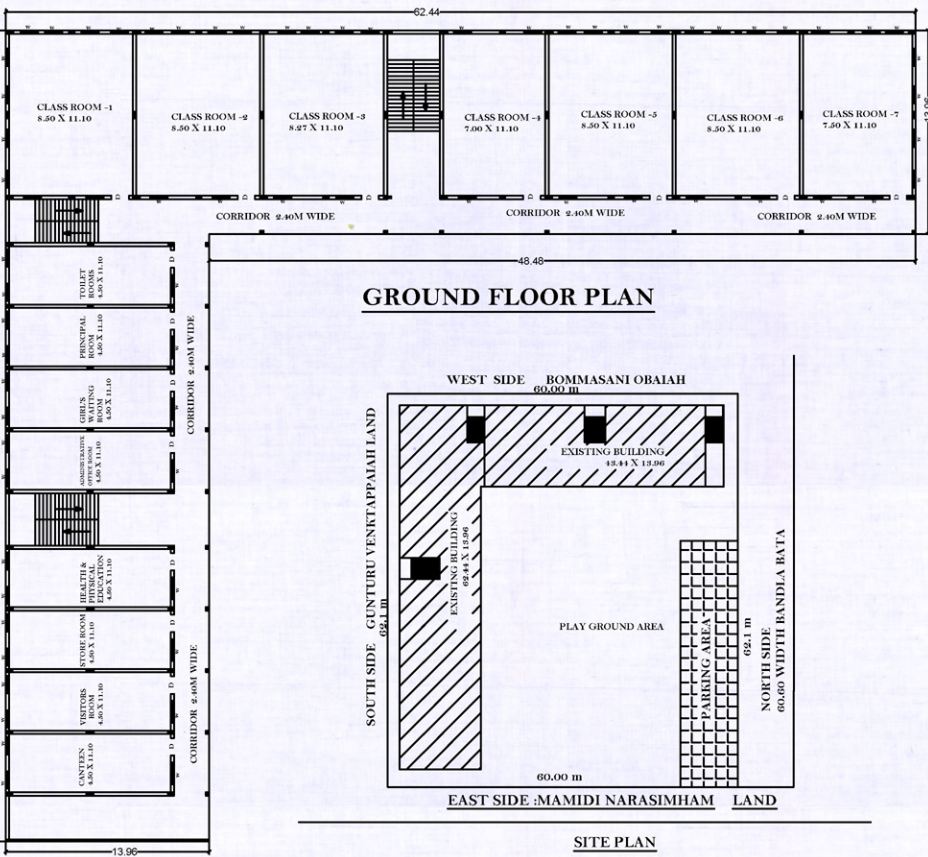 62.44
CLASS ROOM -1
8.50 X 11.10
CLASS ROOM -2
8.50 X 11.10
CLASS ROOM -3
8.27 X 11.10
CLASS ROOM -4
7.00 X 11.10
CLASS ROOM -5
8.50 X 11.10
CLASS ROOM -6
8.50 X 11.10
CLASS ROOM -7
7.50 X 11.10
CORRIDOR 2.40M WIDE
CORRIDOR 2.40M WIDE
CORRIDOR 2.40M WIDE
48.48
TOILET
ROOMS
4.50 X 11.10
PRINCIPAL
ROOM
4.50 X 11.10
GIRL'S
WAITING
ROOM
4.50 X 11.10
ADMINISTRATIVE
OFFICE ROOM
4.50 X 11.10
CORRIDOR 2.40M WIDE
HEALTH &
PHYSICAL
EDUCATION
4.50 X 11.10
STORE ROOM
4.50 X 11.10
VISITORS
ROOM
4.50 X 11.10
CANTEEN
4.50 X 11.10
CORRIDOR 2.40M WIDE
13.96
GROUND FLOOR PLAN
WEST SIDE BOMMASANI OBAIAH
60.00 m
EXISTING BUILDING
43.44 X 13.96
SOUTH SIDE GUNTURU VENKTAPPAIAH LAND
62.1 m
EXISTING BUILDING
62.44 X 13.96
PLAY GROUND AREA
PARKING AREA
62.1 m
NORTH SIDE
60.60 WIDTH BANDLA BATA
60.00 m
EAST SIDE :MAMIDI NARASIMHAM LAND
SITE PLAN